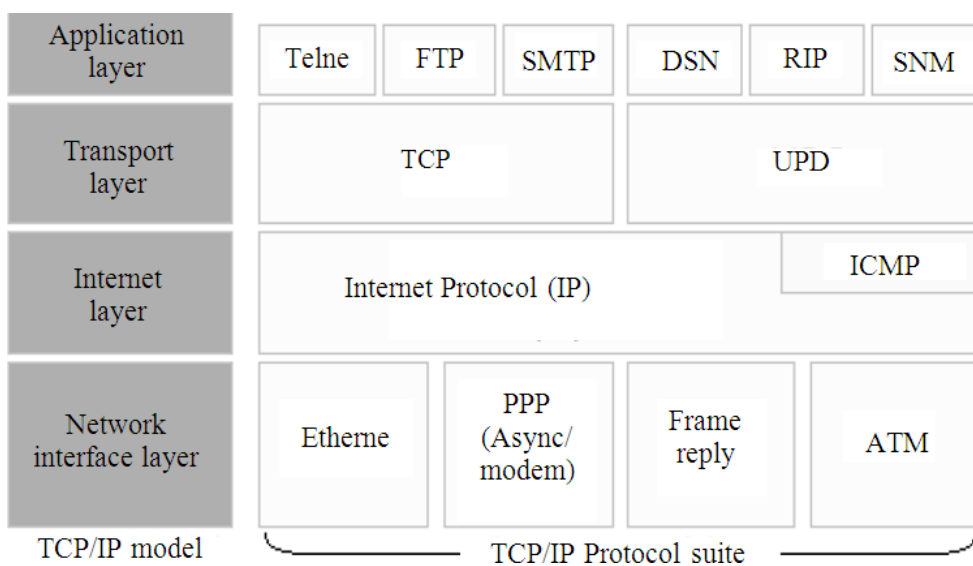 Application
layer
Telne
FTP
SMTP
DSN
RIP
SNM
Transport
layer
TCP
UPD
Internet
layer
Internet Protocol (IP)
ICMP
Network
interface layer
Etherne
PPP
(Async/
modem)
Frame
reply
ATM
TCP/IP model
TCP/IP Protocol suite